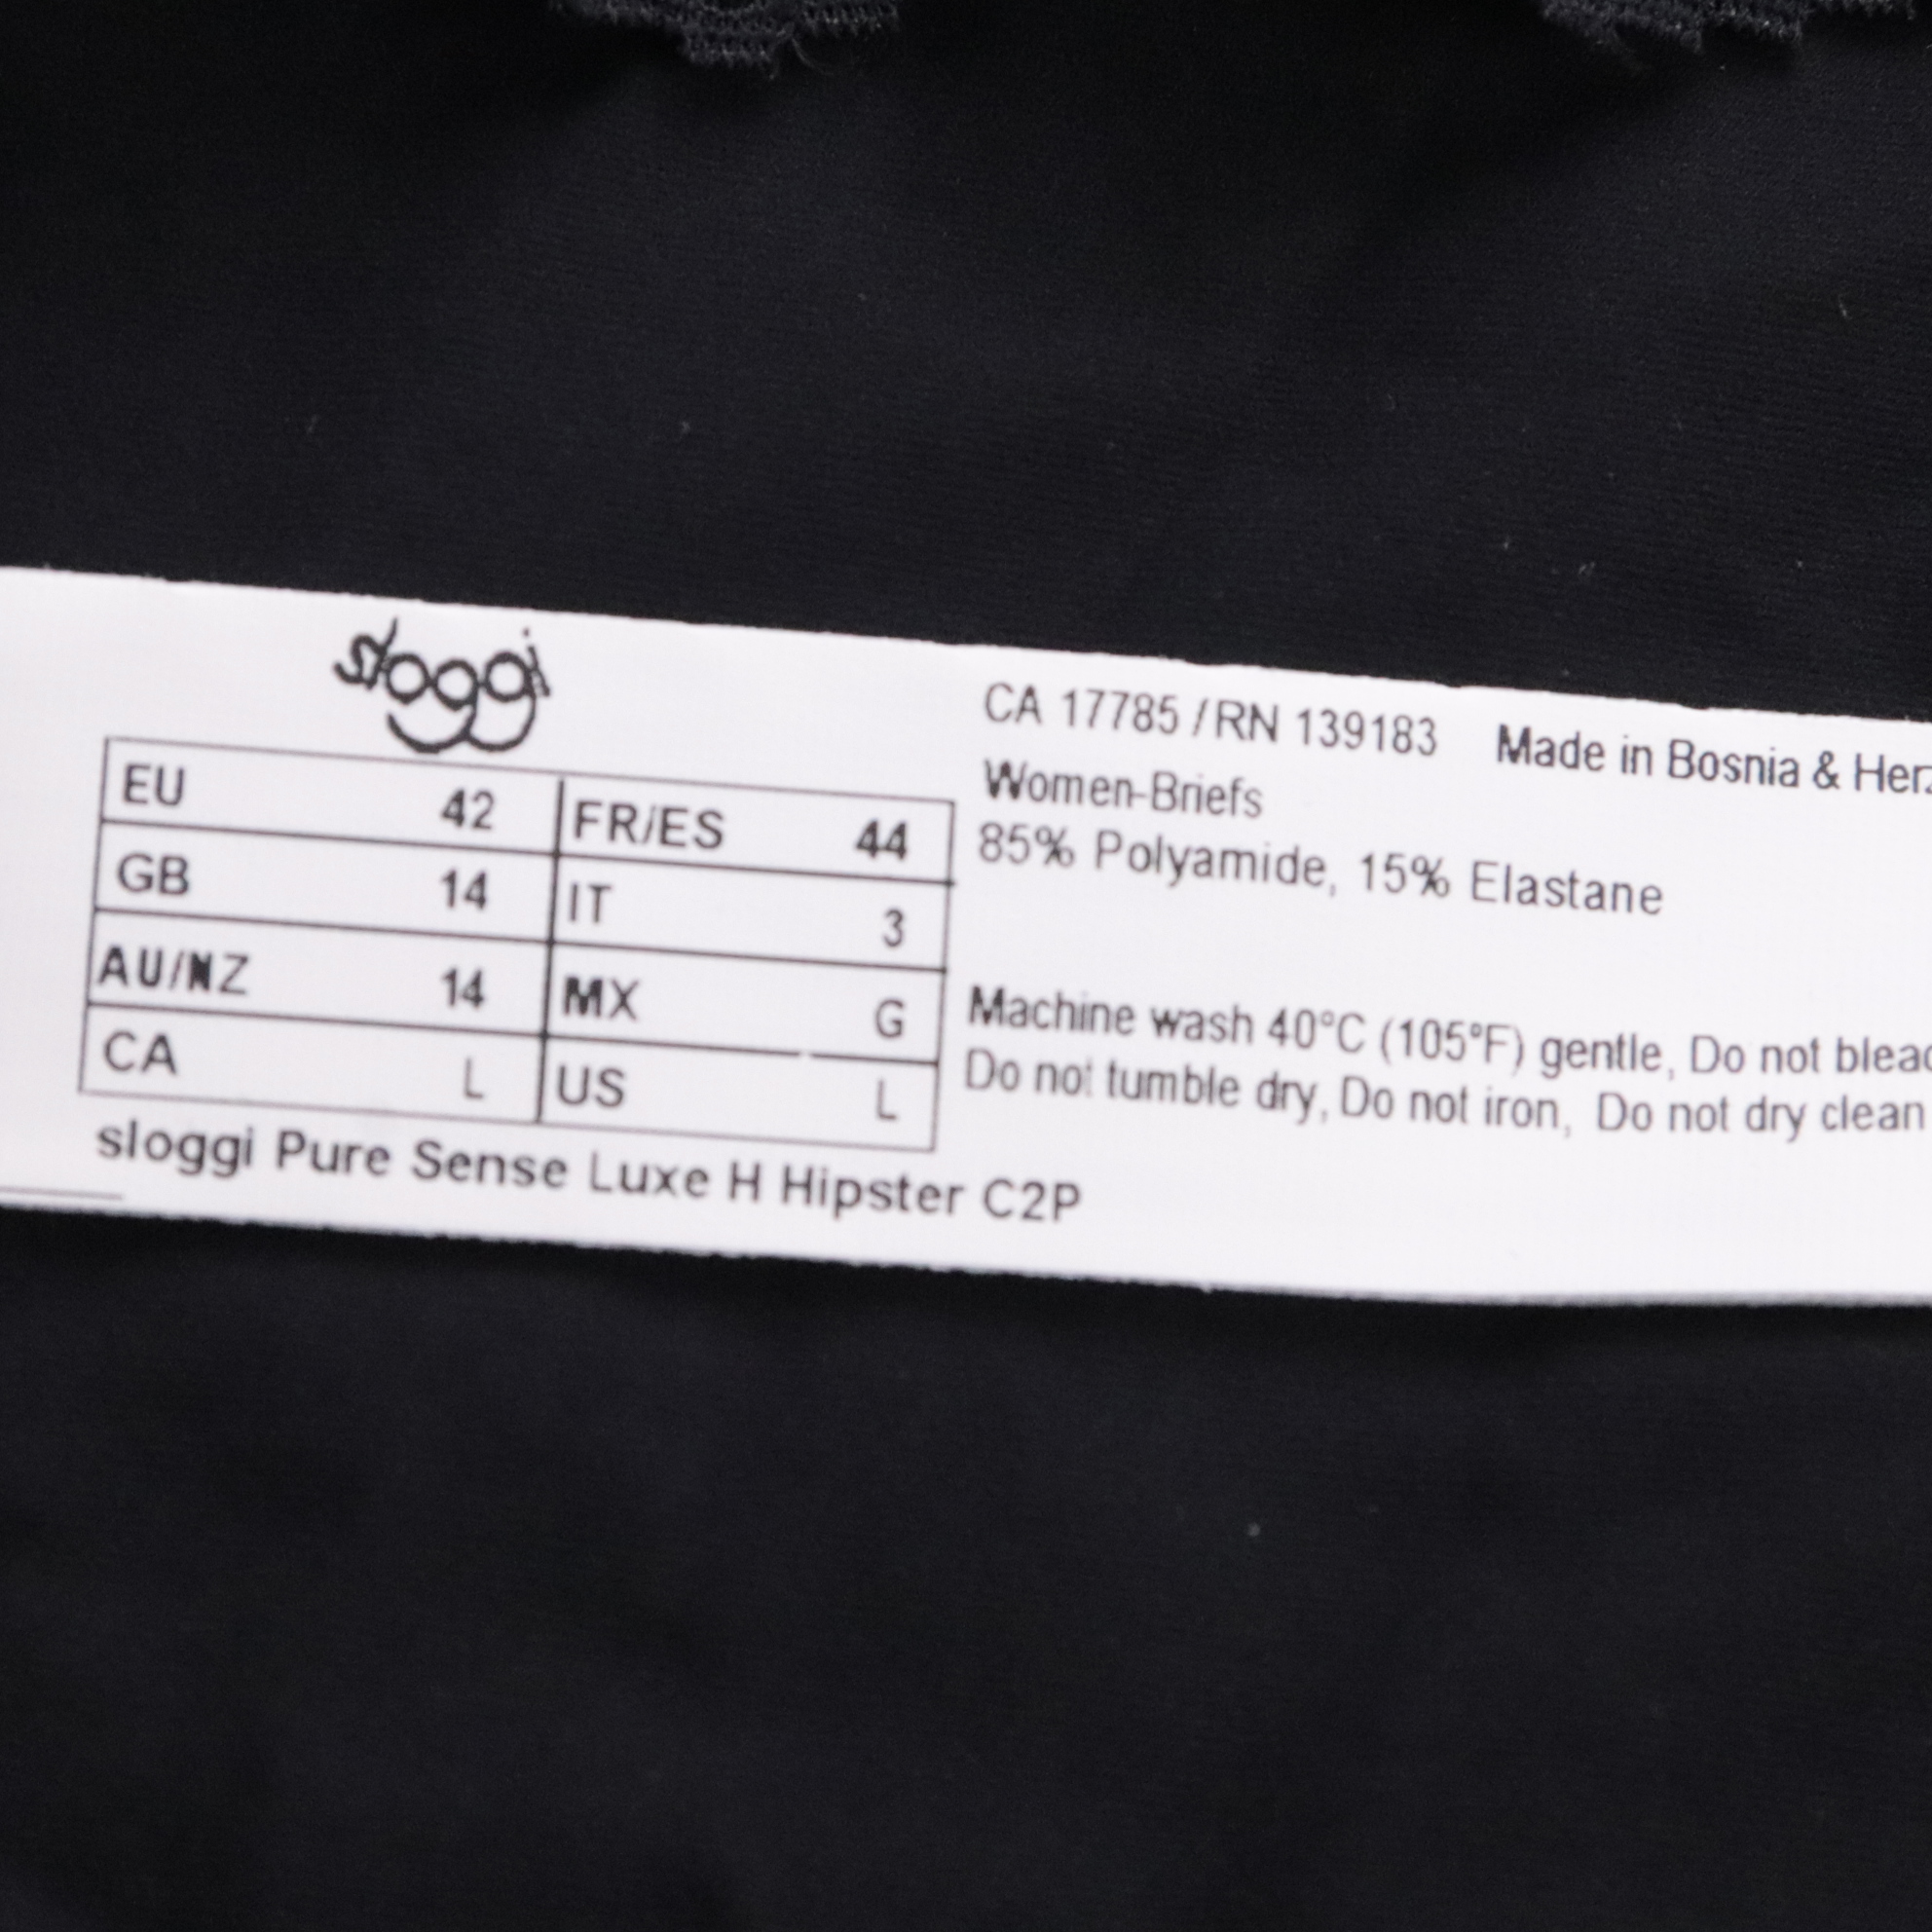 sloggi
EU 42 FR/ES 44
GB 14 IT 3
AU/NZ 14 MX G
CA L US L
sloggi Pure Sense Luxe H Hipster C2P
CA 17785 / RN 139183 Made in Bosnia &
Women-Briefs
85% Polyamide, 15% Elastane
Machine wash 40°C (105°F) gentle, Do not
Do not tumble dry, Do not iron, Do not dry clean